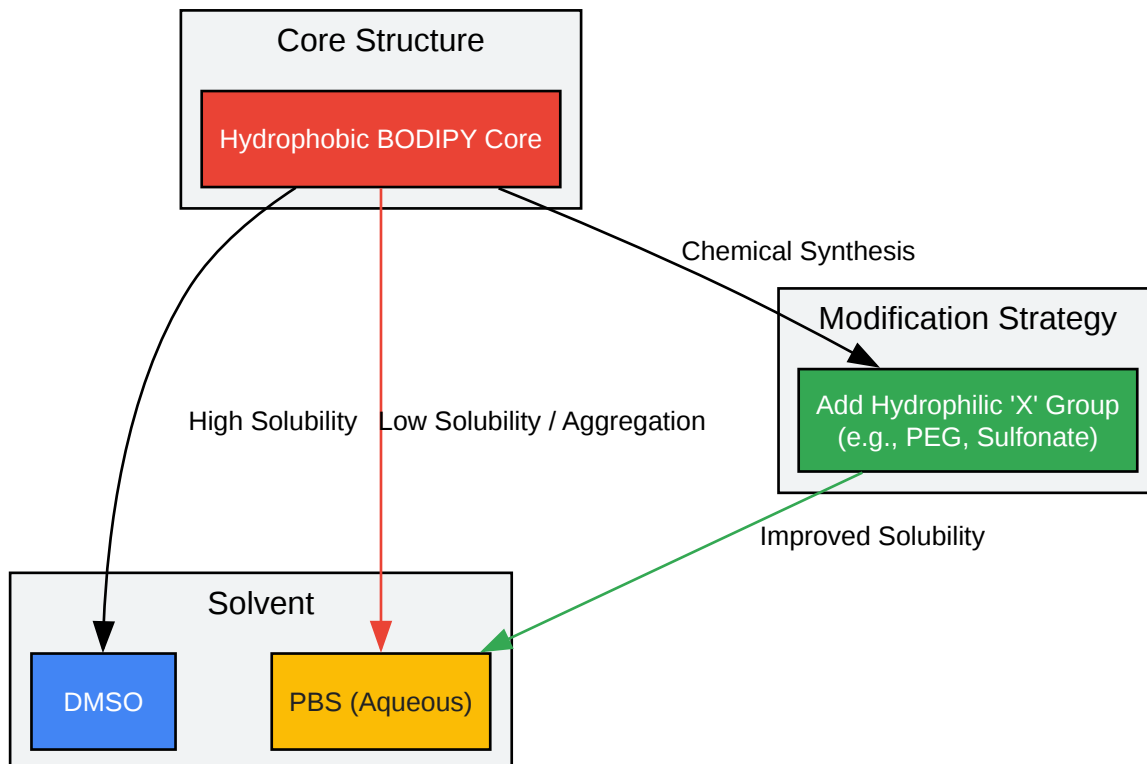 Core Structure
Hydrophobic BODIPY Core
Chemical Synthesis
Modification Strategy
Add Hydrophilic 'X' Group
(e.g., PEG, Sulfonate)
High Solubility
Low Solubility / Aggregation
Improved Solubility
Solvent
DMSO
PBS (Aqueous)